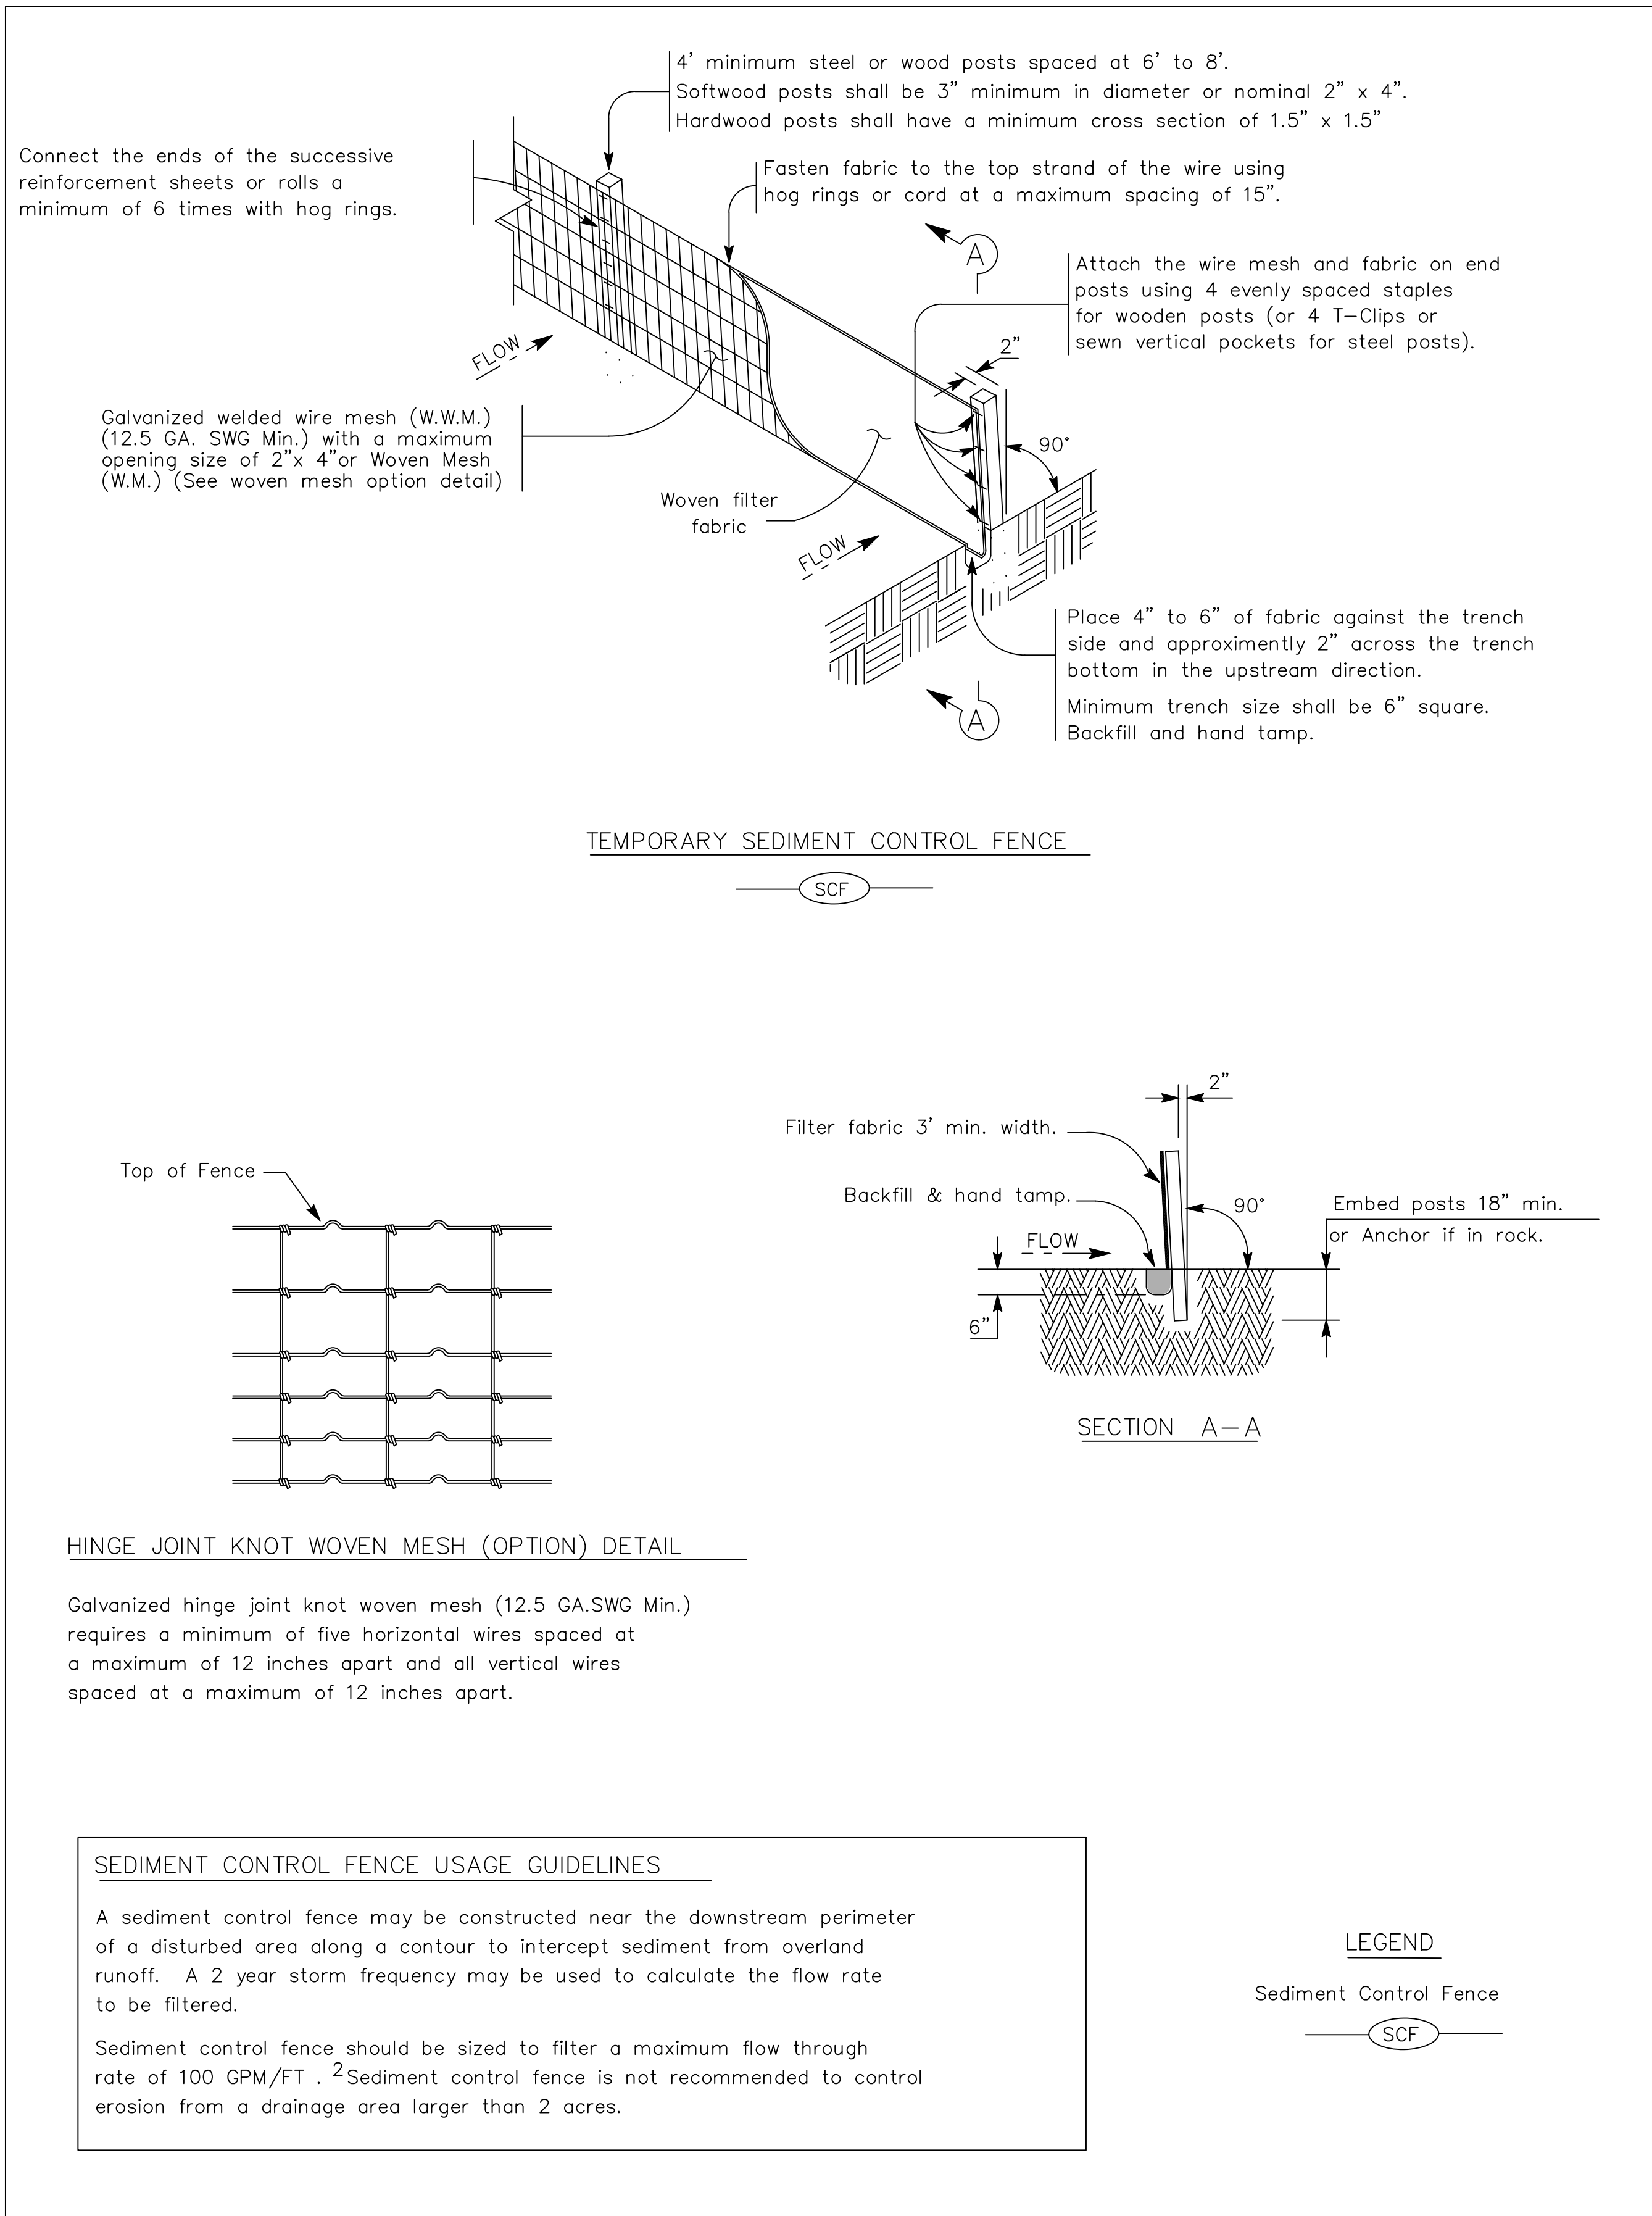 4' minimum steel or wood posts spaced at 6' to 8'.
Softwood posts shall be 3" minimum in diameter or nominal 2" x 4".
Hardwood posts shall have a minimum cross section of 1.5" x 1.5"
Connect the ends of the successive
reinforcement sheets or rolls a
minimum of 6 times with hog rings.
Fasten fabric to the top strand of the wire using
hog rings or cord at a maximum spacing of 15".
A
Attach the wire mesh and fabric on end
posts using 4 evenly spaced staples
for wooden posts (or 4 T-Clips or
sewn vertical pockets for steel posts).
2"
FLOW
Galvanized welded wire mesh (W.W.M.)
(12.5 GA. SWG Min.) with a maximum
opening size of 2"x 4"or Woven Mesh
(W.M.) (See woven mesh option detail)
90°
Woven filter
fabric
FLOW
Place 4" to 6" of fabric against the trench
side and approximently 2" across the trench
bottom in the upstream direction.
Minimum trench size shall be 6" square.
Backfill and hand tamp.
A
TEMPORARY SEDIMENT CONTROL FENCE
SCF
Top of Fence
HINGE JOINT KNOT WOVEN MESH (OPTION) DETAIL
Galvanized hinge joint knot woven mesh (12.5 GA.SWG Min.)
requires a minimum of five horizontal wires spaced at
a maximum of 12 inches apart and all vertical wires
spaced at a maximum of 12 inches apart.
2"
Filter fabric 3' min. width.
Backfill & hand tamp.
90°
Embed posts 18" min.
or Anchor if in rock.
FLOW
6"
SECTION A-A
SEDIMENT CONTROL FENCE USAGE GUIDELINES
A sediment control fence may be constructed near the downstream perimeter
of a disturbed area along a contour to intercept sediment from overland
runoff. A 2 year storm frequency may be used to calculate the flow rate
to be filtered.
Sediment control fence should be sized to filter a maximum flow through
rate of 100 GPM/FT . 2Sediment control fence is not recommended to control
erosion from a drainage area larger than 2 acres.
LEGEND
Sediment Control Fence
SCF